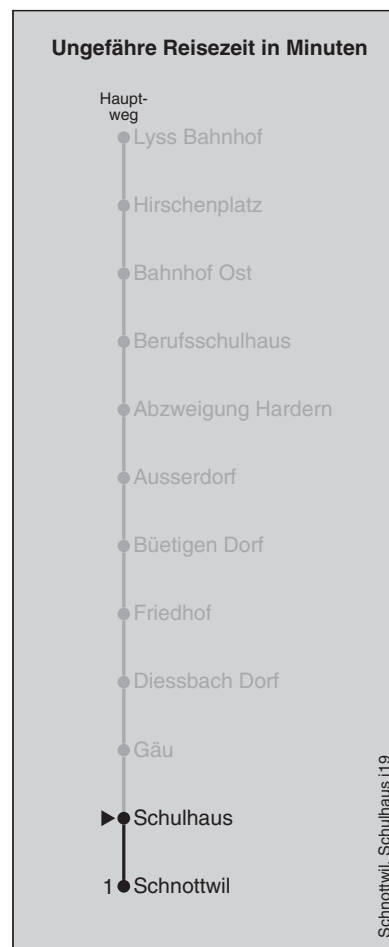 Ungefähre Reisezeit in Minuten
Haupt-
weg
Lyss Bahnhof
Hirschenplatz
Bahnhof Ost
Berufsschulhaus
Abzweigung Hardern
Ausserdorf
Büetigen Dorf
Friedhof
Diessbach Dorf
Gäu
Schulhaus
1 Schnottwil
Schnottwil, Schulhaus j19